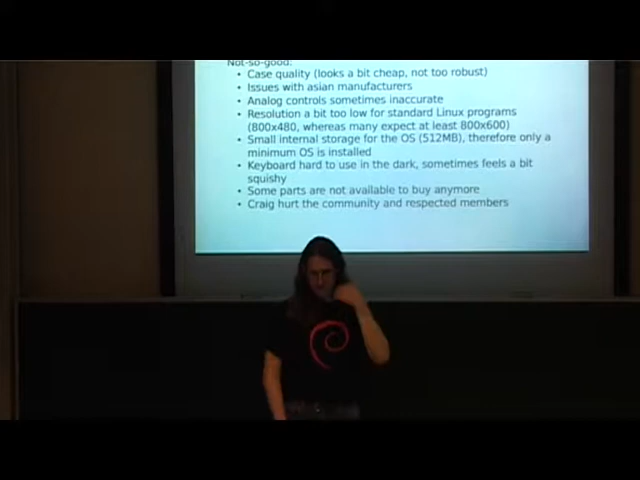 Not-so-good:
• Case quality (looks a bit cheap, not too robust)
• Issues with asian manufacturers
• Analog controls sometimes inaccurate
• Resolution a bit too low for standard Linux programs
(800x480, whereas many expect at least 800x600)
• Small internal storage for the OS (512MB), therefore only a
minimum OS is installed
• Keyboard hard to use in the dark, sometimes feels a bit
squishy
• Some parts are not available to buy anymore
• Craig hurt the community and respected members